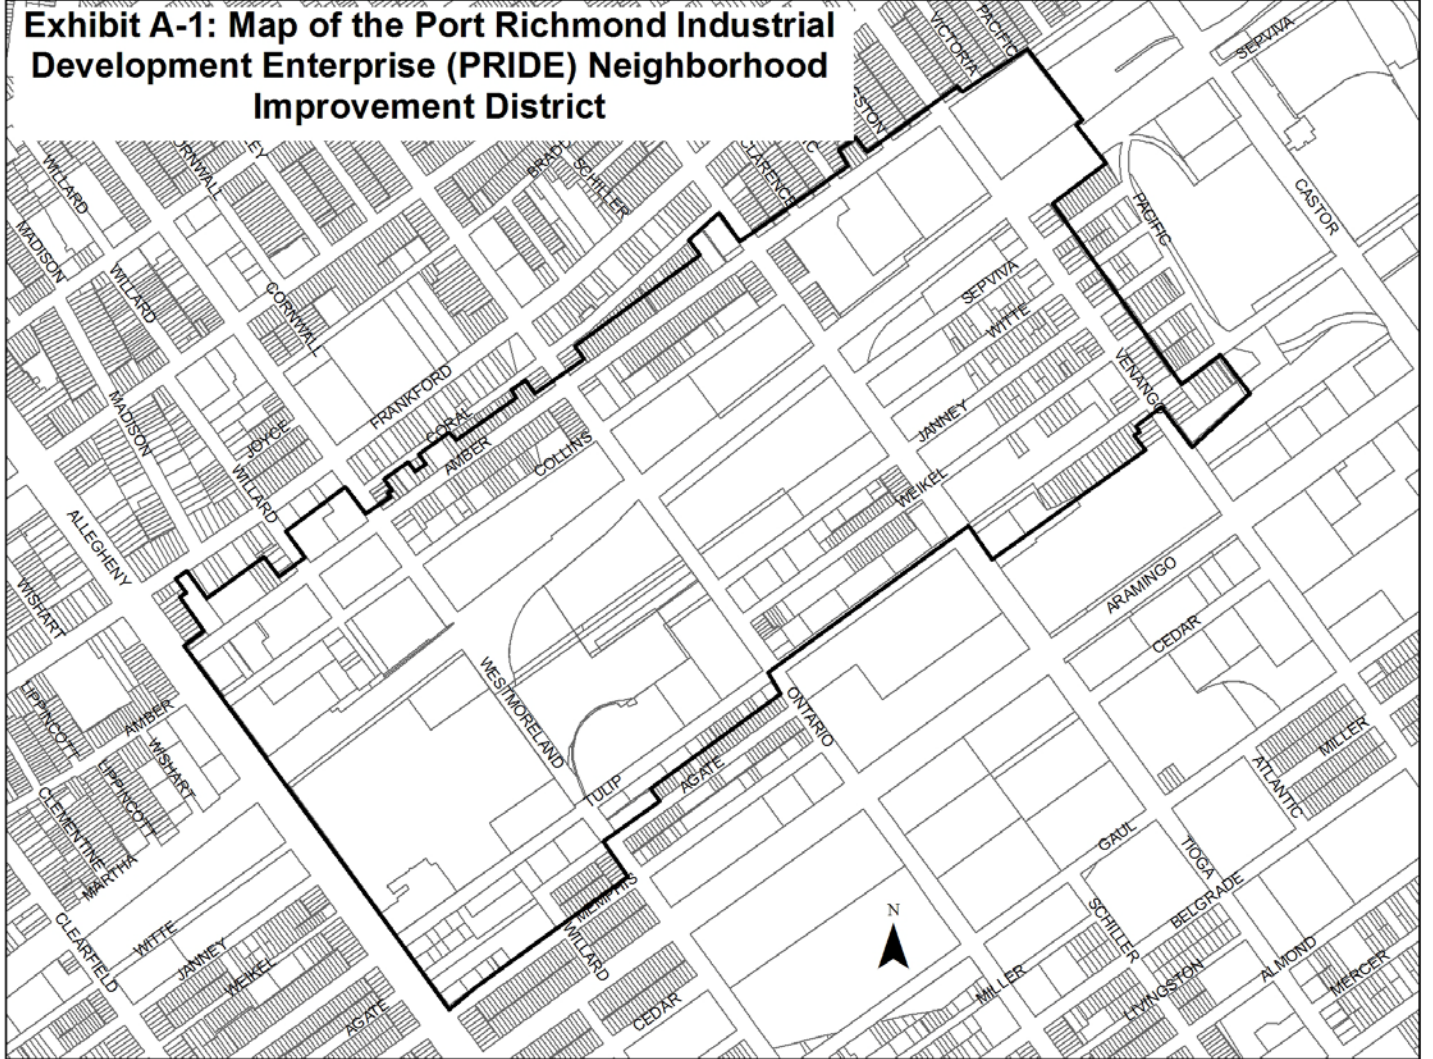 Exhibit A-1: Map of the Port Richmond Industrial
Development Enterprise (PRIDE) Neighborhood
Improvement District
PACIFIC
VICTORIA
SEPVIVA
SCHILLER
CLARENCE
WILLARD
MADISON
WILLARD
CORNWALL
PACIFIC
CASTOR
SEPVIVA
WITTE
VENANGO
JANNEY
WEIKEL
FRANKFORD
CORAL
AMBER
COLLINS
MADISON
JOYCE
WILLARD
ALLEGHENY
WISHART
ARAMINGO
CEDAR
WESTMORELAND
ONTARIO
TULIP
AGATE
LIPPINCOTT
AMBER
WISHART
LIPPINCOTT
CLEMENTINE
MARTHA
MILLER
ATLANTIC
GAUL
TIOGA
BELGRADE
SCHILLER
MEMPHIS
WILLARD
CLEARFIELD
WITTE
JANNEY
WEIKEL
AGATE
CEDAR
N
MILLER
LIVINGSTON
ALMOND
MERCER